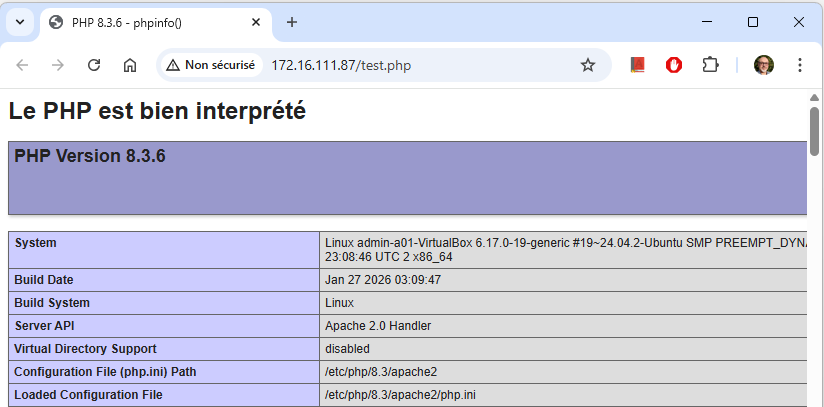 PHP 8.3.6 - phpinfo()
Non sécurisé 172.16.111.87/test.php
Le PHP est bien interprété
PHP Version 8.3.6
System Linux admin-a01-VirtualBox 6.17.0-19-generic #19~24.04.2-Ubuntu SMP PREEMPT_DYN
23:08:46 UTC 2 x86_64
Build Date Jan 27 2026 03:09:47
Build System Linux
Server API Apache 2.0 Handler
Virtual Directory Support disabled
Configuration File (php.ini) Path /etc/php/8.3/apache2
Loaded Configuration File /etc/php/8.3/apache2/php.ini